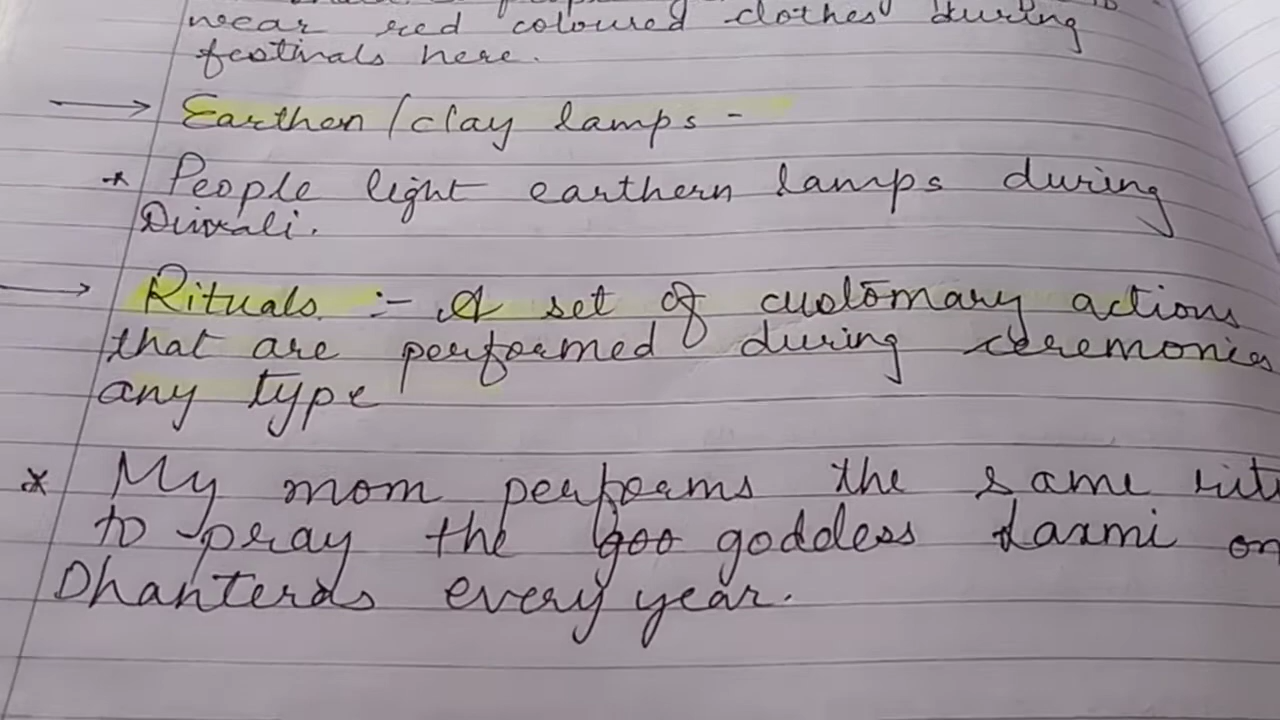 wear red coloured clothes during
festivals here.
→ Earthen/clay lamps -
* People light earthern lamps during
Diwali.
→ Rituals :- A set of customary actions
that are performed during ceremonies
any type
* My mom performs the same
to pray the goo goddess Laxmi on
Dhanteras every year.